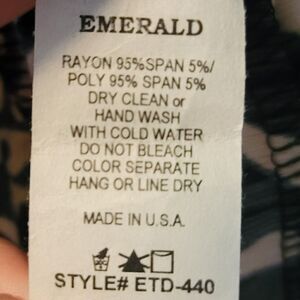 EMERALD
RAYON 95%SPAN 5%/
POLY 95% SPAN 5%
DRY CLEAN or
HAND WASH
WITH COLD WATER
DO NOT BLEACH
COLOR SEPARATE
HANG OR LINE DRY
MADE IN U.S.A.
STYLE# ETD-440